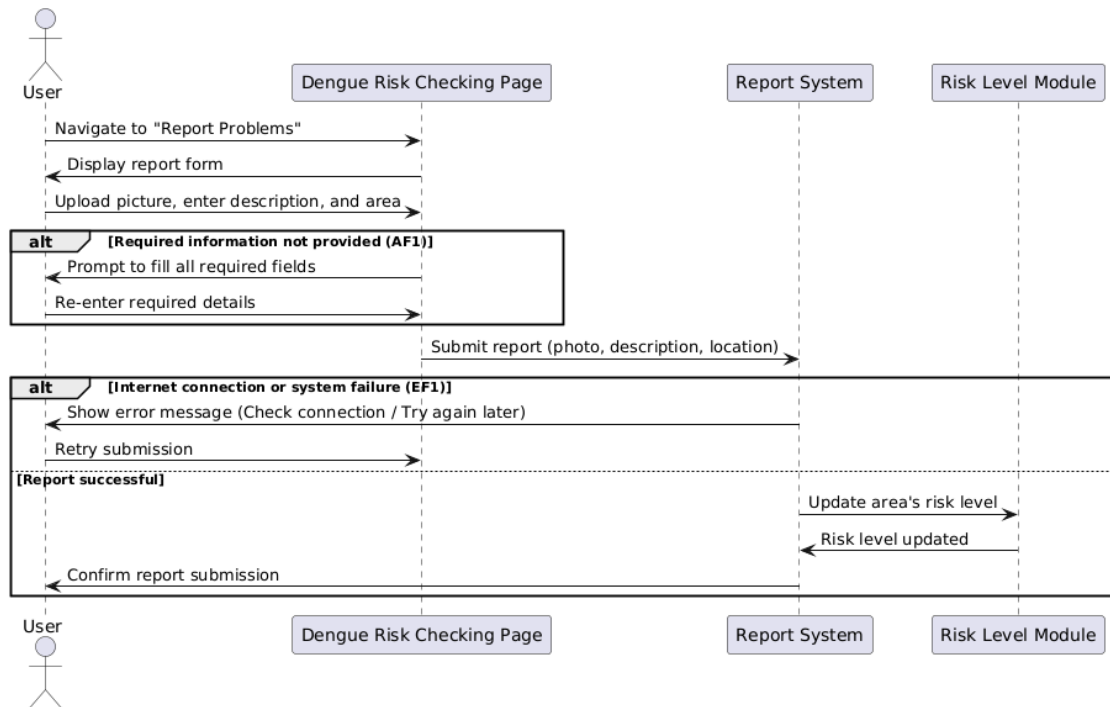 User
Dengue Risk Checking Page
Report System
Risk Level Module
Navigate to "Report Problems"
Display report form
Upload picture, enter description, and area
alt
[Required information not provided (AF1)]
Prompt to fill all required fields
Re-enter required details
Submit report (photo, description, location)
alt
[Internet connection or system failure (EF1)]
Show error message (Check connection / Try again later)
Retry submission
[Report successful]
Update area's risk level
Risk level updated
Confirm report submission
User
Dengue Risk Checking Page
Report System
Risk Level Module